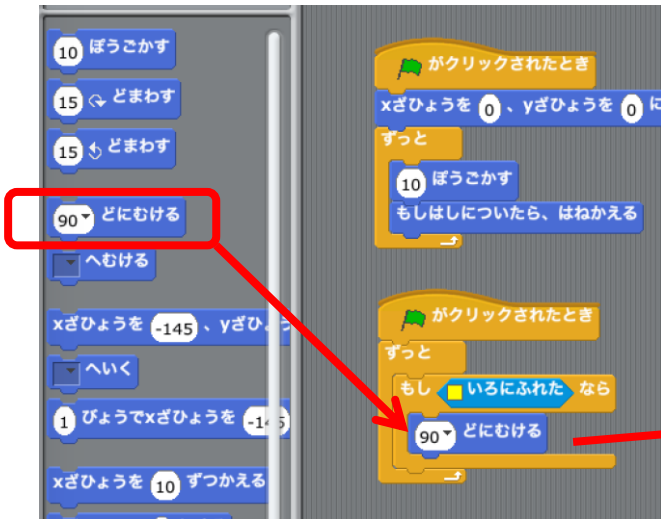 10 ぽうごかす
15 どまわす
15 どまわす
90 どにむける
へむける
xざひょうを -145 、yざひょう
へいく
1 びょうでxざひょうを -145
xざひょうを 10 ずつかえる
がクリックされたとき
xざひょうを 0 、yざひょうを 0 に
ずっと
10 ぽうごかす
もしはしについたら、はねかえる
がクリックされたとき
ずっと
もし いろにふれた なら
90 どにむける